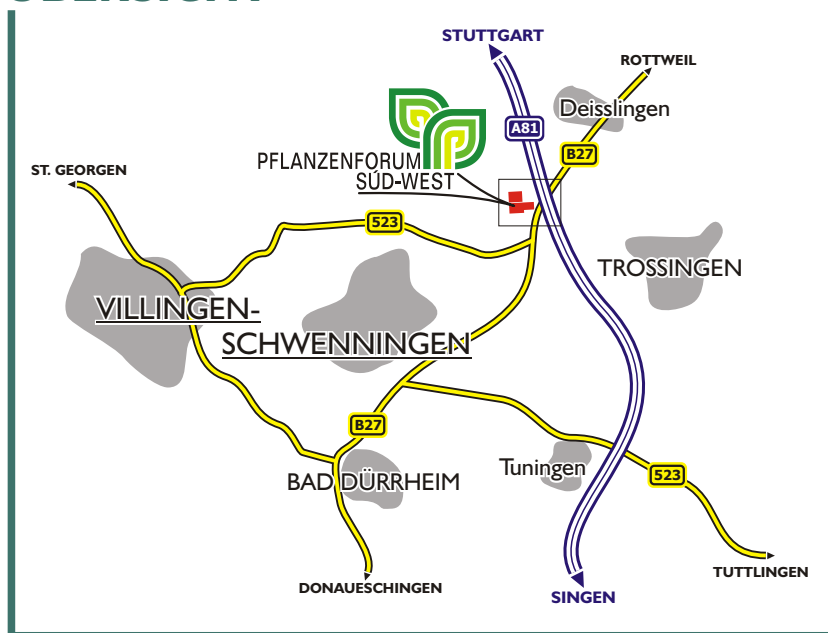 STUTTGART
ROTTWEIL
Deisslingen
A81
B27
PFLANZENFORUM
SÜD-WEST
ST. GEORGEN
523
TROSSINGEN
VILLINGEN-
SCHWENNINGEN
B27
Tuningen
BAD DÜRRHEIM
523
TUTTLINGEN
DONAUESCHINGEN
SINGEN